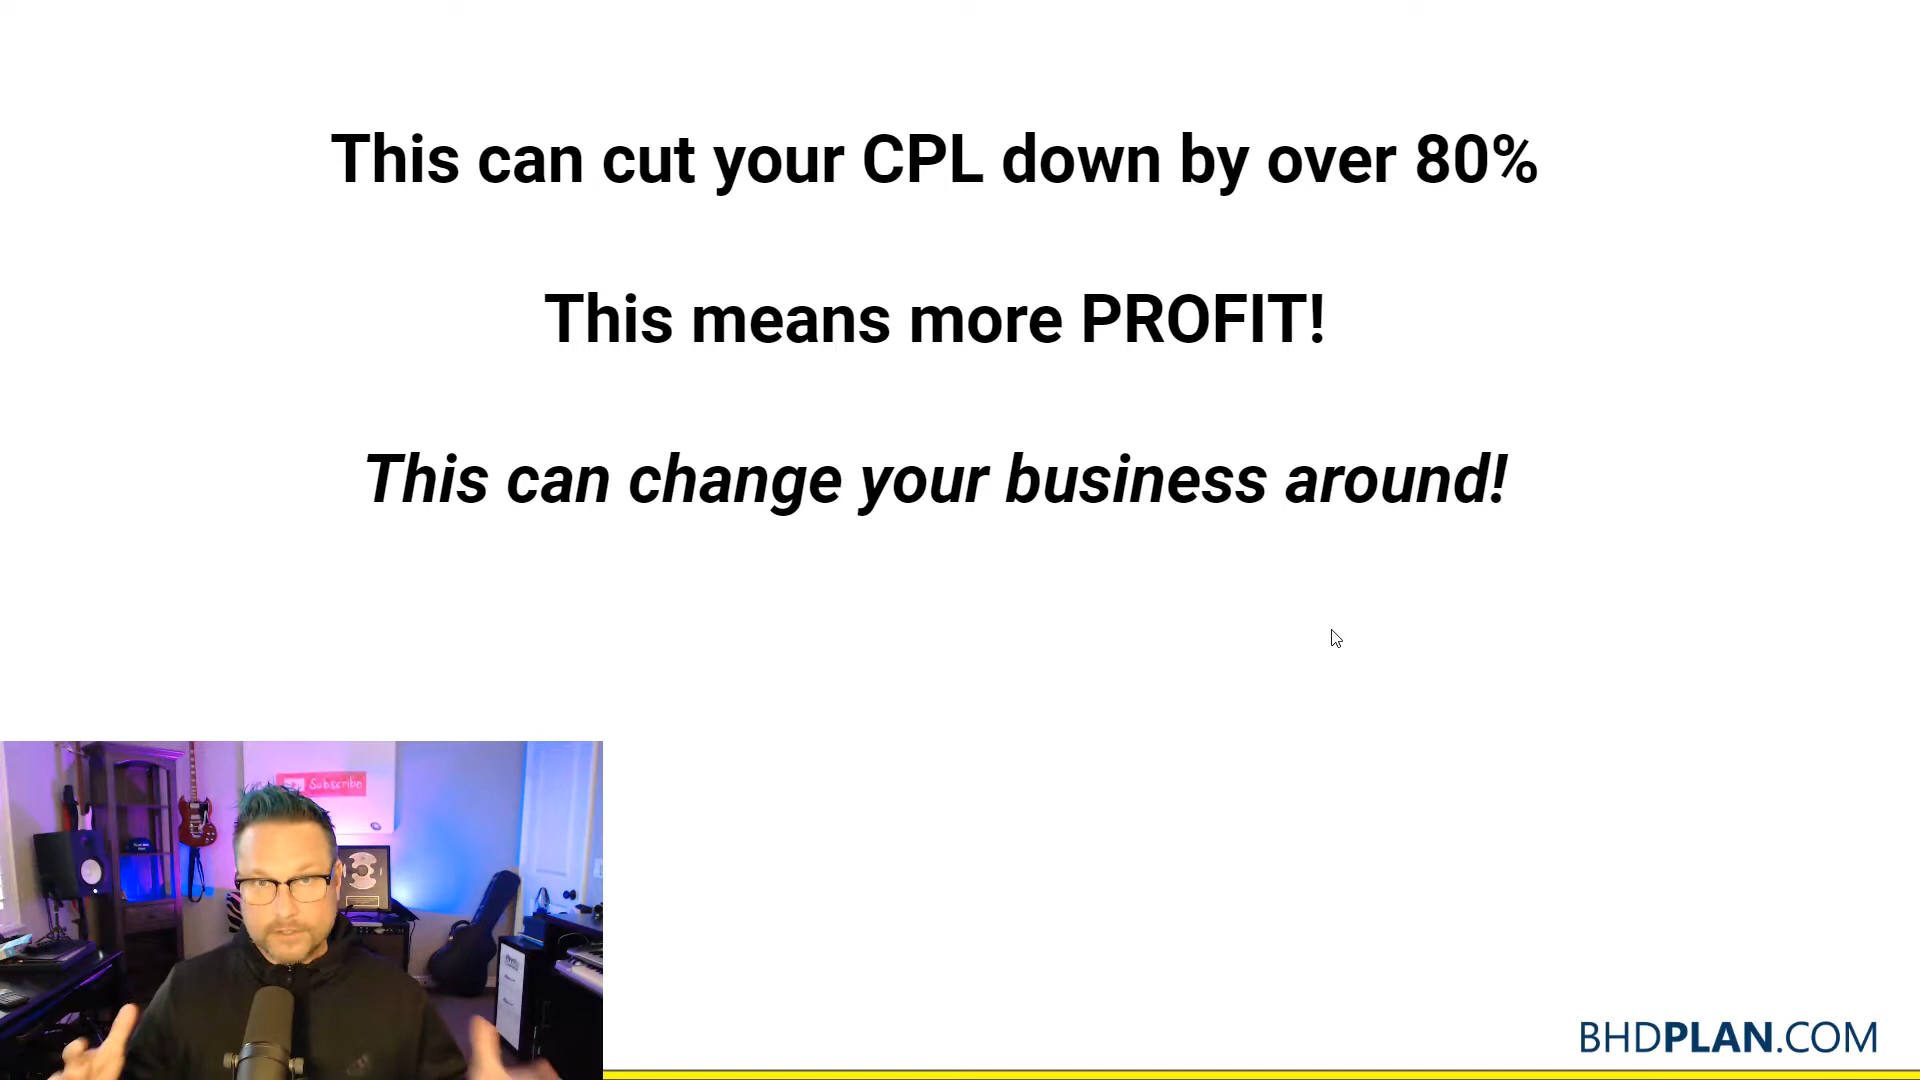 This can cut your CPL down by over 80%
This means more PROFIT!
This can change your business around!
Subscribe
BHDPLAN.COM